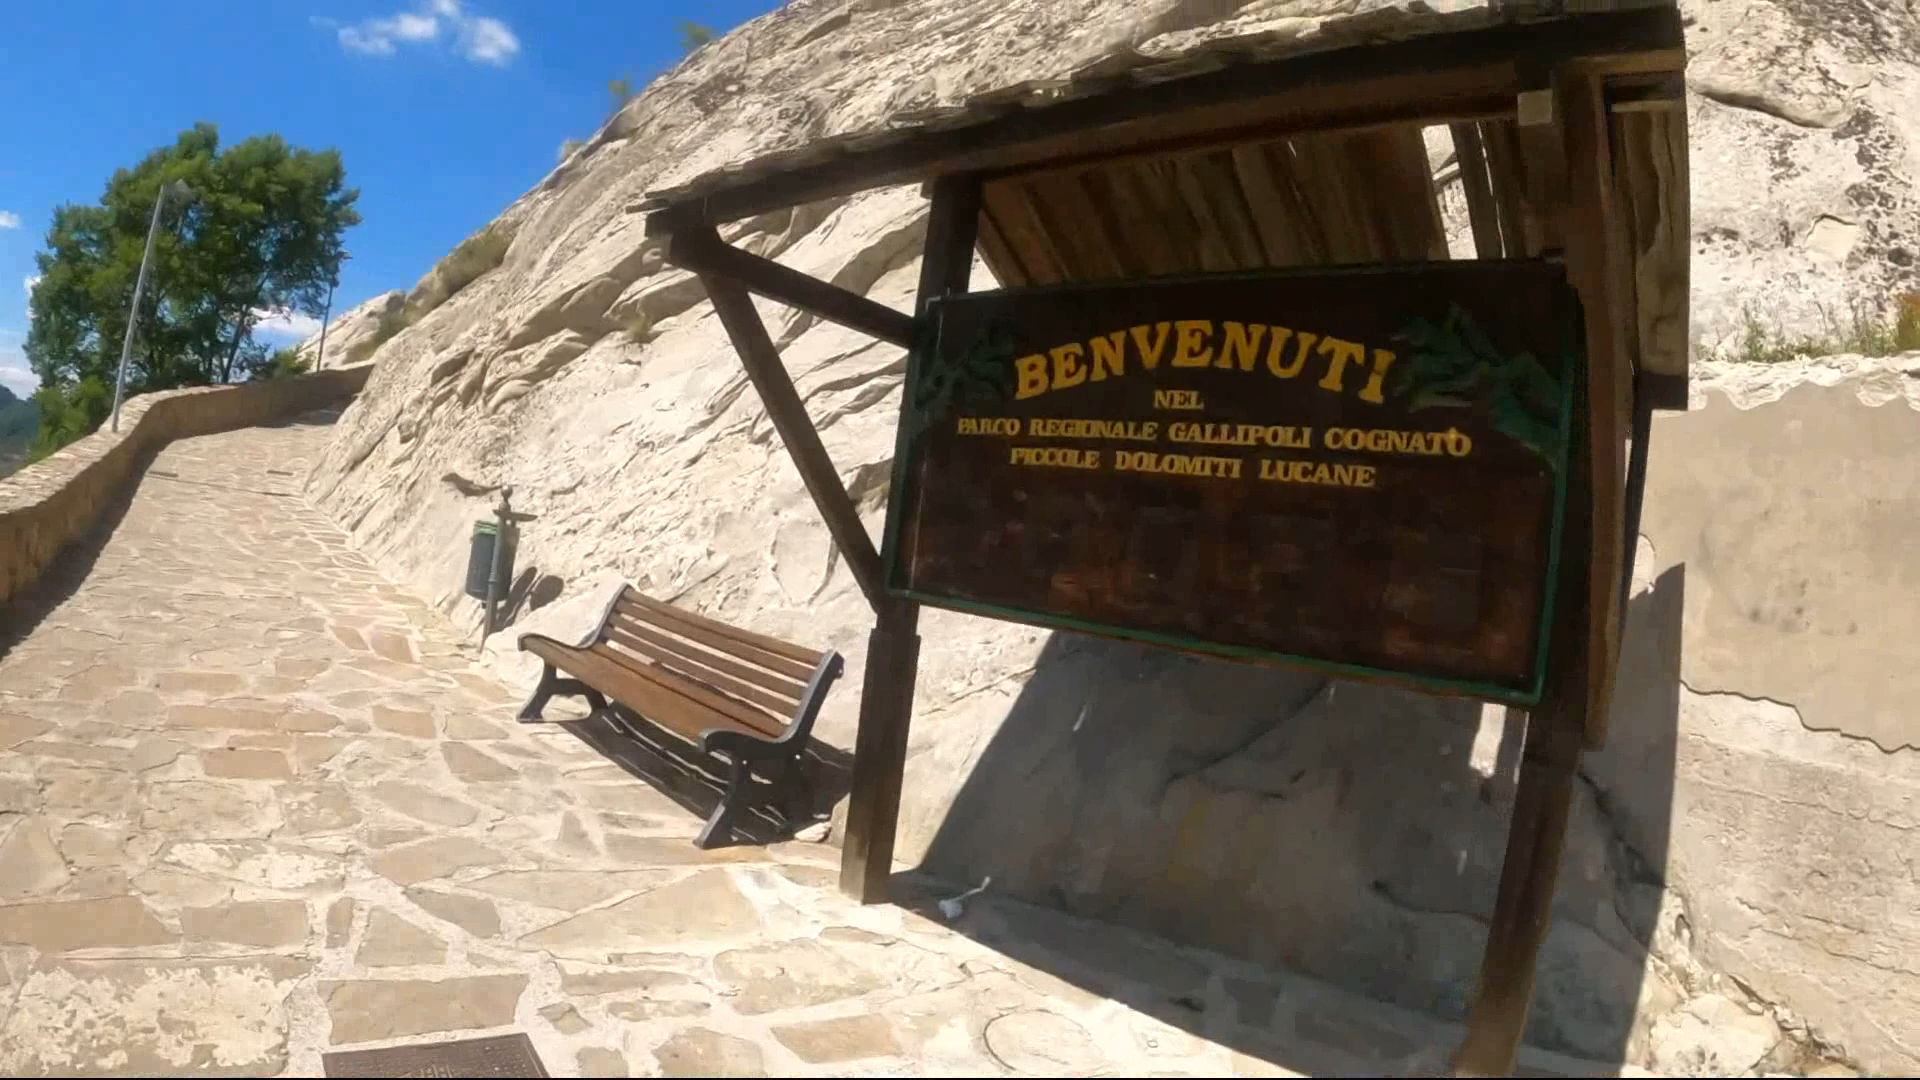 BENVENUTI
NEL
PARCO REGIONALE GALLIPOLI COGNATO
PICCOLE DOLOMITI LUCANE